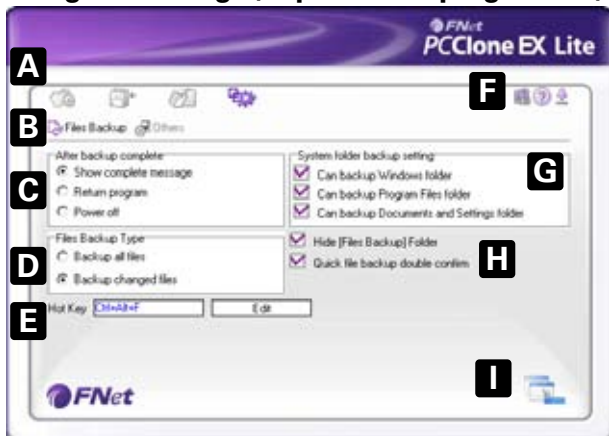 FNet
PCClone EX Lite
A
F
B
Files Backup
Others
After backup complete
System folder backup setting
G
C
Show complete message
Return program
Power off
Can backup Windows folder
Can backup Program Files folder
Can backup Documents and Settings folder
Files Backup Type
D
Backup all files
Backup changed files
Hide [Files Backup] Folder
Quick file backup double confirm
H
E
Hot Key
Ctrl+Alt+F
Edit
I
FNet